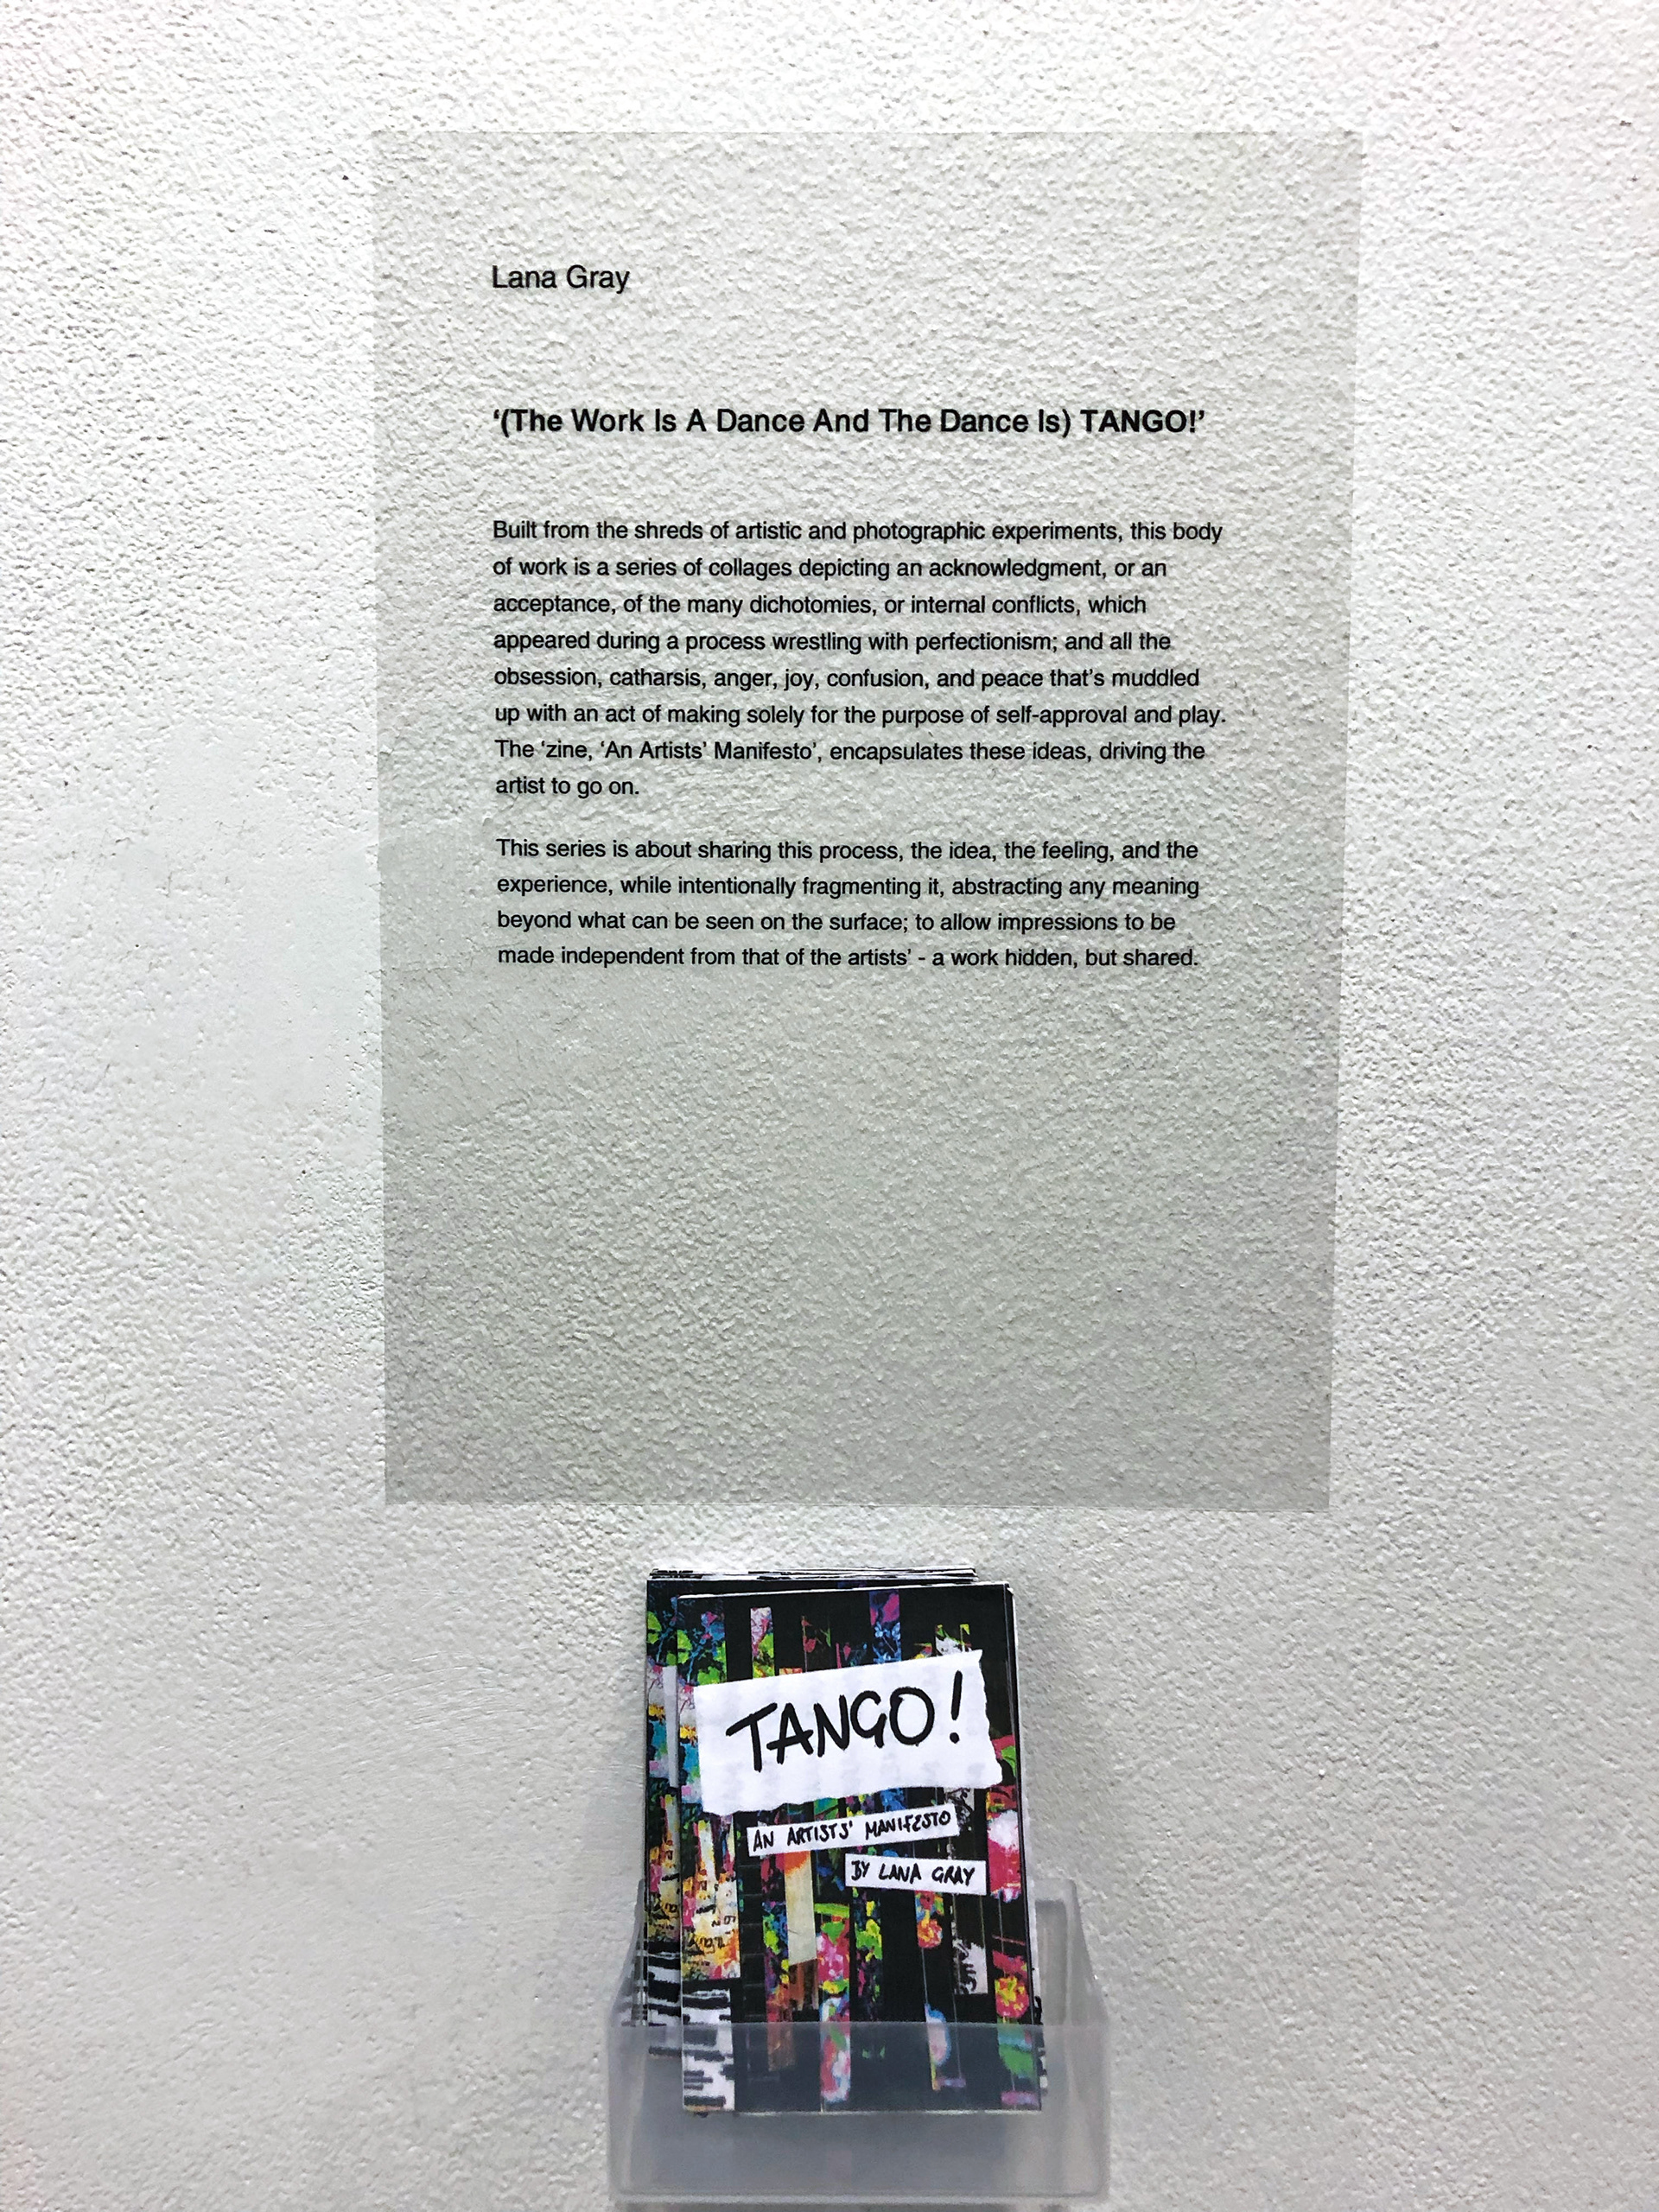 Lana Gray
‘(The Work Is A Dance And The Dance Is) TANGO!’
Built from the shreds of artistic and photographic experiments, this body
of work is a series of collages depicting an acknowledgment, or an
acceptance, of the many dichotomies, or internal conflicts, which
appeared during a process wrestling with perfectionism; and all the
obsession, catharsis, anger, joy, confusion, and peace that’s muddled
up with an act of making solely for the purpose of self-approval and play.
The ‘zine, ‘An Artists’ Manifesto’, encapsulates these ideas, driving the
artist to go on.
This series is about sharing this process, the idea, the feeling, and the
experience, while intentionally fragmenting it, abstracting any meaning
beyond what can be seen on the surface; to allow impressions to be
made independent from that of the artists’ - a work hidden, but shared.
TANGO!
AN ARTISTS' MANIFESTO
BY LANA GRAY